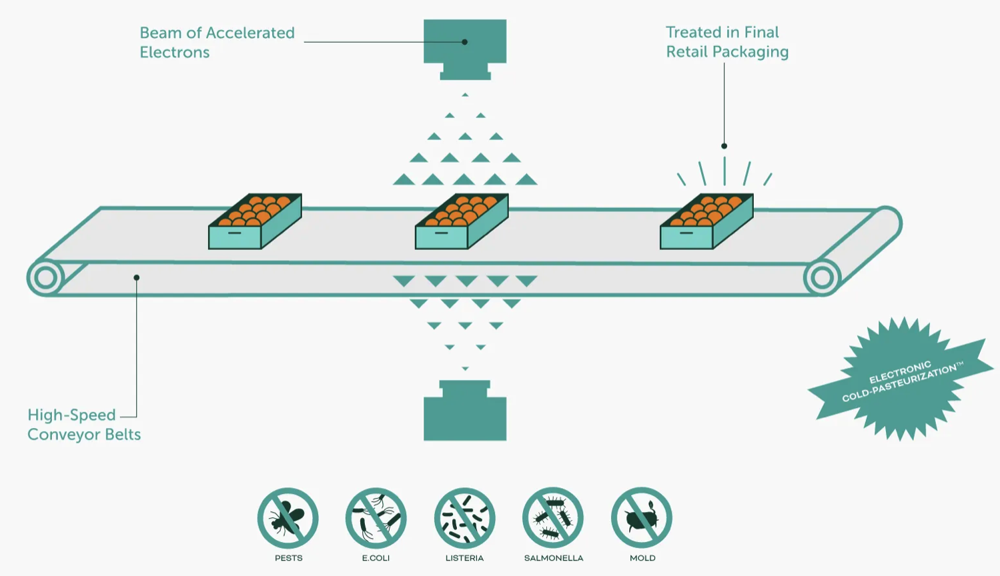 Beam of Accelerated
Electrons
Treated in Final
Retail Packaging
High-Speed
Conveyor Belts
ELECTRONIC
COLD-PASTEURIZATION™
PESTS
E.COLI
LISTERIA
SALMONELLA
MOLD